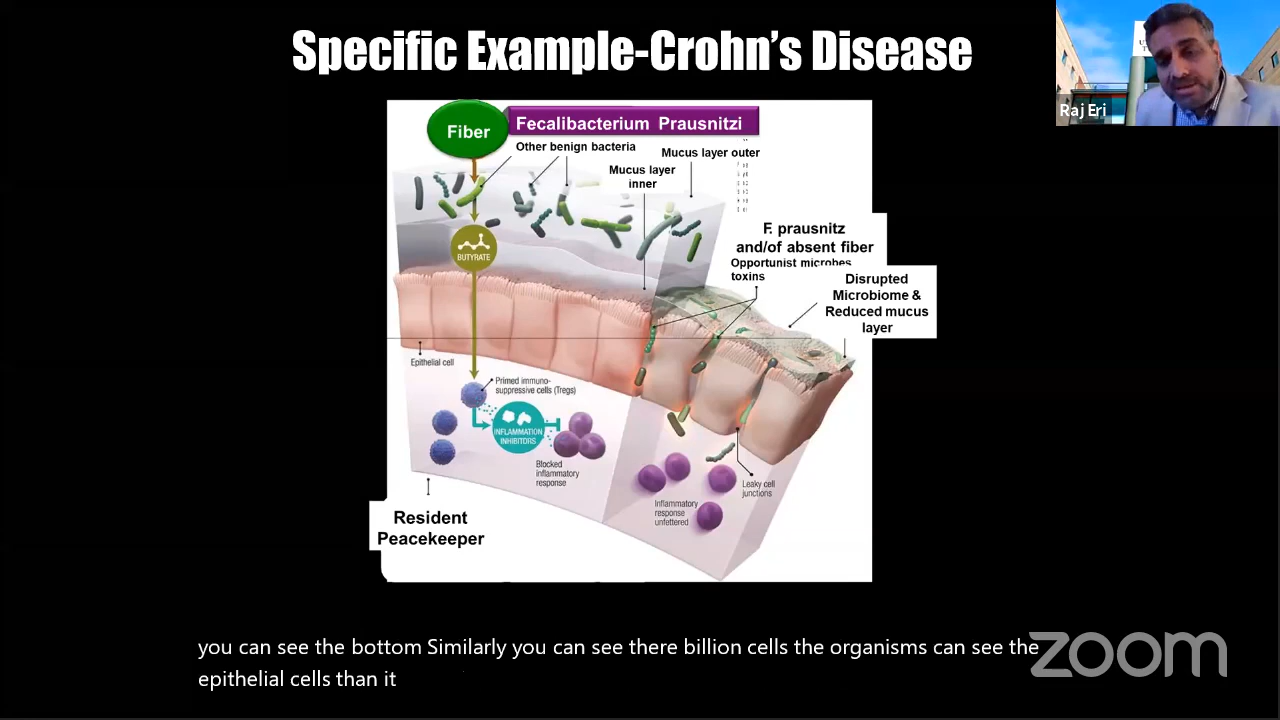 Specific Example-Crohn's Disease
Raj Eri
Fiber
Fecalibacterium Prausnitzi
Other benign bacteria
Mucus layer outer
Mucus layer
inner
F. prausnitz
and/of absent fiber
Opportunist microbes
toxins
Disrupted
Microbiome &
Reduced mucus
layer
BUTYRATE
Epithelial cell
Primed immuno-
suppressive cells (Tregs)
INFLAMMATION
INHIBITORS
Blocked
inflammatory
response
Inflammatory
response
unfettered
Leaky cell
junctions
Resident
Peacekeeper
you can see the bottom Similarly you can see there billion cells the organisms can see the
epithelial cells than it
zoom